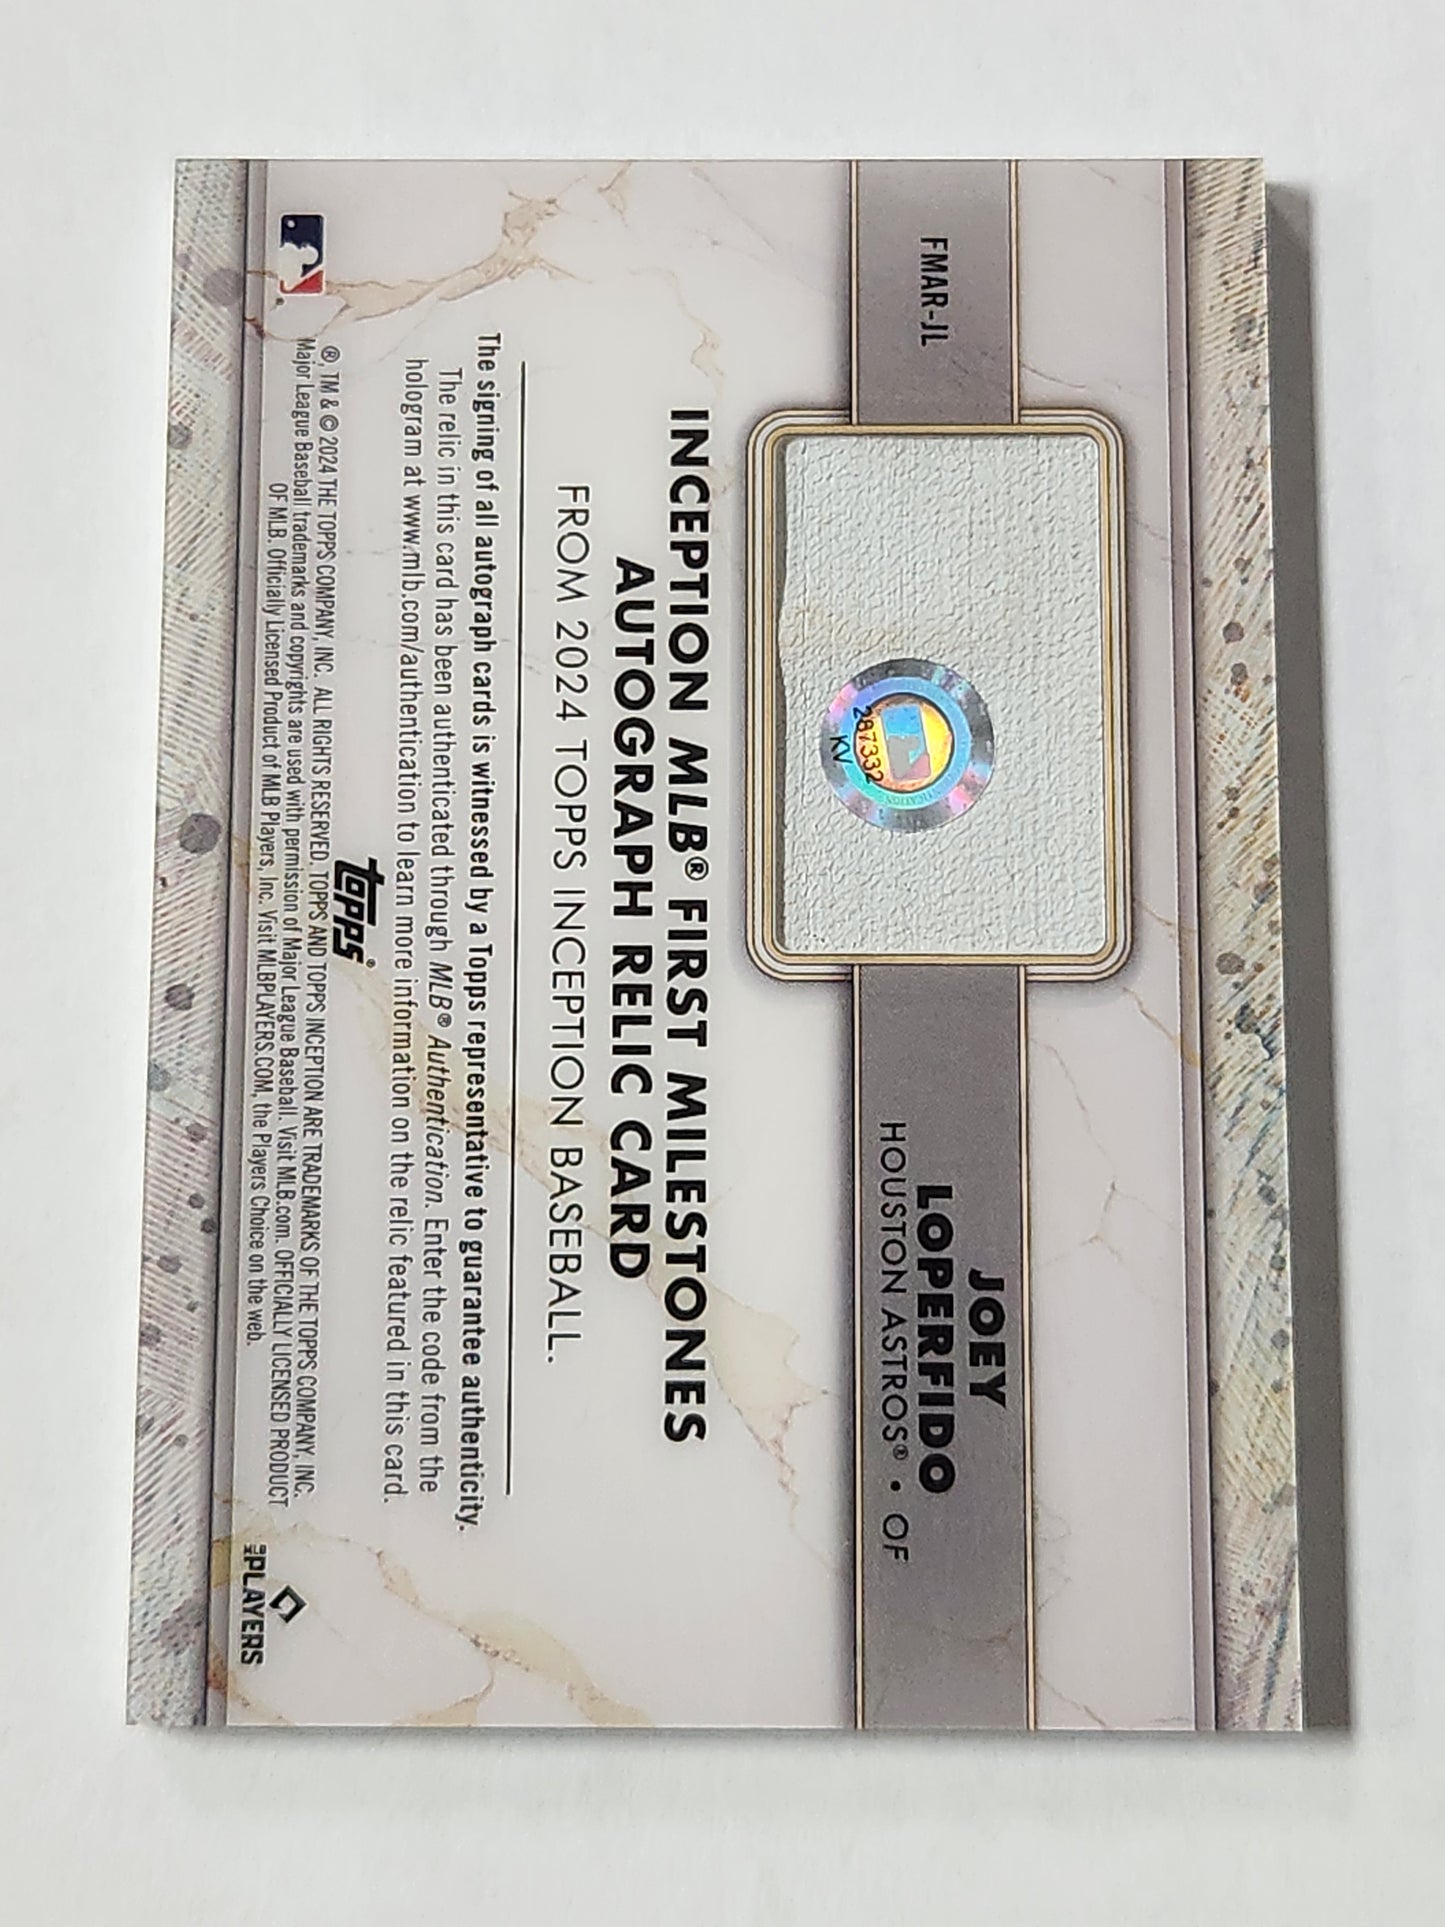 JOEY
LOPERFIDO
HOUSTON ASTROS® • OF
FMAR-JL
287332
KV
INCEPTION MLB® FIRST MILESTONES
AUTOGRAPH RELIC CARD
FROM 2024 TOPPS INCEPTION BASEBALL.
The signing of all autograph cards is witnessed by a Topps representative to guarantee authenticity.
The relic in this card has been authenticated through MLB® Authentication. Enter the code from the
hologram at www.mlb.com/authentication to learn more information on the relic featured in this card.
topps®
®, TM & © 2024 THE TOPPS COMPANY, INC. ALL RIGHTS RESERVED. TOPPS AND TOPPS INCEPTION ARE TRADEMARKS OF THE TOPPS COMPANY, INC.
Major League Baseball trademarks and copyrights are used with permission of Major League Baseball. Visit MLB.com. OFFICIALLY LICENSED PRODUCT
OF MLB. Officially Licensed Product of MLB Players, Inc. Visit MLBPLAYERS.COM, the Players Choice on the web.
MLB PLAYERS